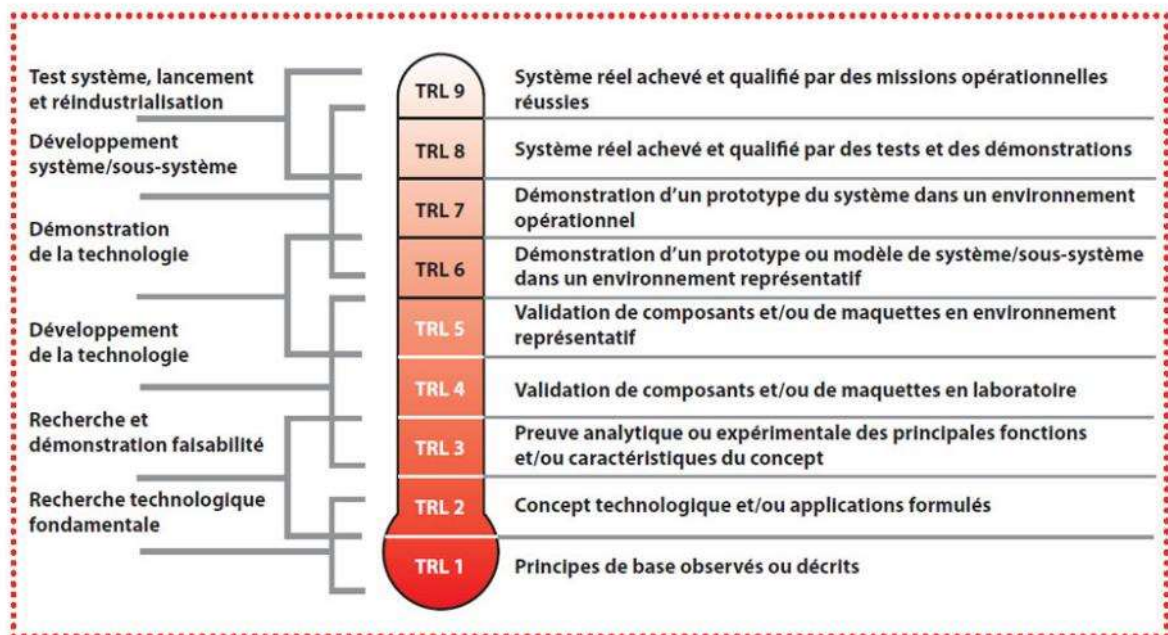 Test système, lancement
et réindustrialisation
Développement
système/sous-système
Démonstration
de la technologie
Développement
de la technologie
Recherche et
démonstration faisabilité
Recherche technologique
fondamentale
TRL 9
Système réel achevé et qualifié par des missions opérationnelles
réussies
TRL 8
Système réel achevé et qualifié par des tests et des démonstrations
TRL 7
Démonstration d'un prototype du système dans un environnement
opérationnel
TRL 6
Démonstration d'un prototype ou modèle de système/sous-système
dans un environnement représentatif
TRL 5
Validation de composants et/ou de maquettes en environnement
représentatif
TRL 4
Validation de composants et/ou de maquettes en laboratoire
TRL 3
Preuve analytique ou expérimentale des principales fonctions
et/ou caractéristiques du concept
TRL 2
Concept technologique et/ou applications formulés
TRL 1
Principes de base observés ou décrits